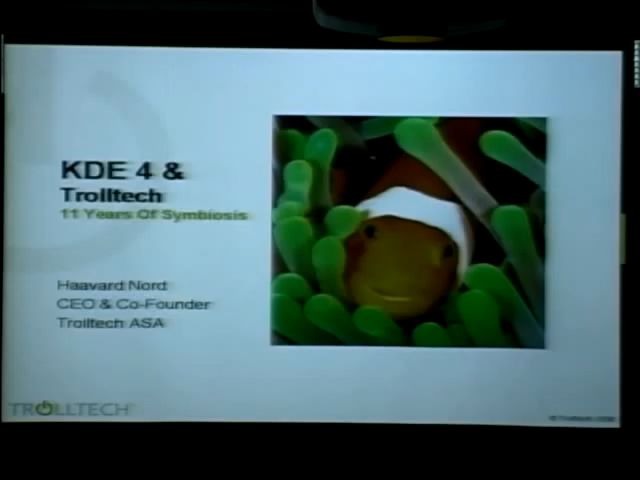 KDE 4 &
Trolltech
11 Years Of Symbiosis
Haavard Nord
CEO & Co-Founder
Trolltech ASA
TROLLTECH